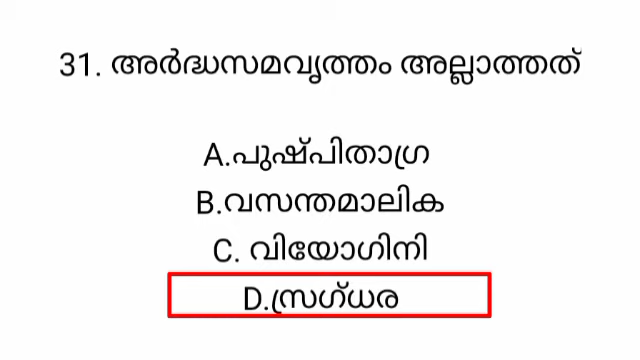 31. അർദ്ധസമവൃത്തം അല്ലാത്തത്
A.പുഷ്പിതാഗ്ര
B.വസന്തമാലിക
C. വിയോഗിനി
D.സ്രഗ്ധര